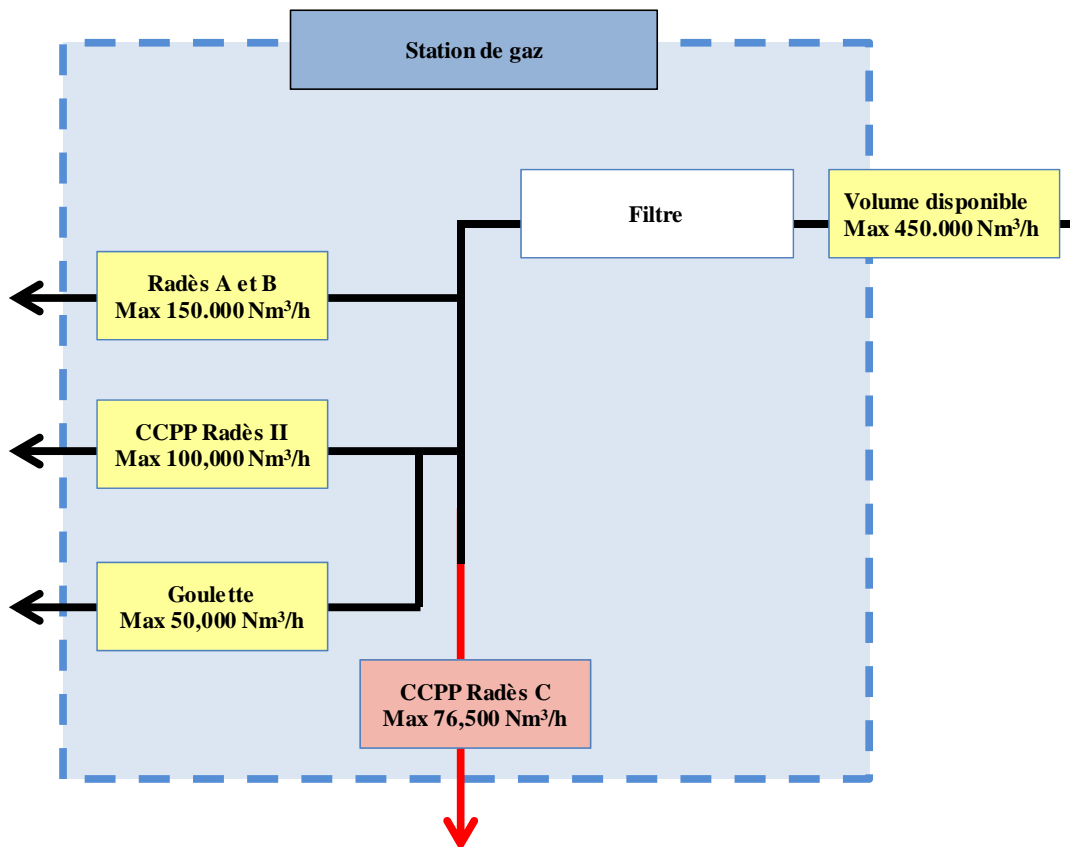 Station de gaz
Filtre
Volume disponible
Max 450.000 Nm³/h
Radès A et B
Max 150.000 Nm³/h
CCPP Radès II
Max 100,000 Nm³/h
Goulette
Max 50,000 Nm³/h
CCPP Radès C
Max 76,500 Nm³/h